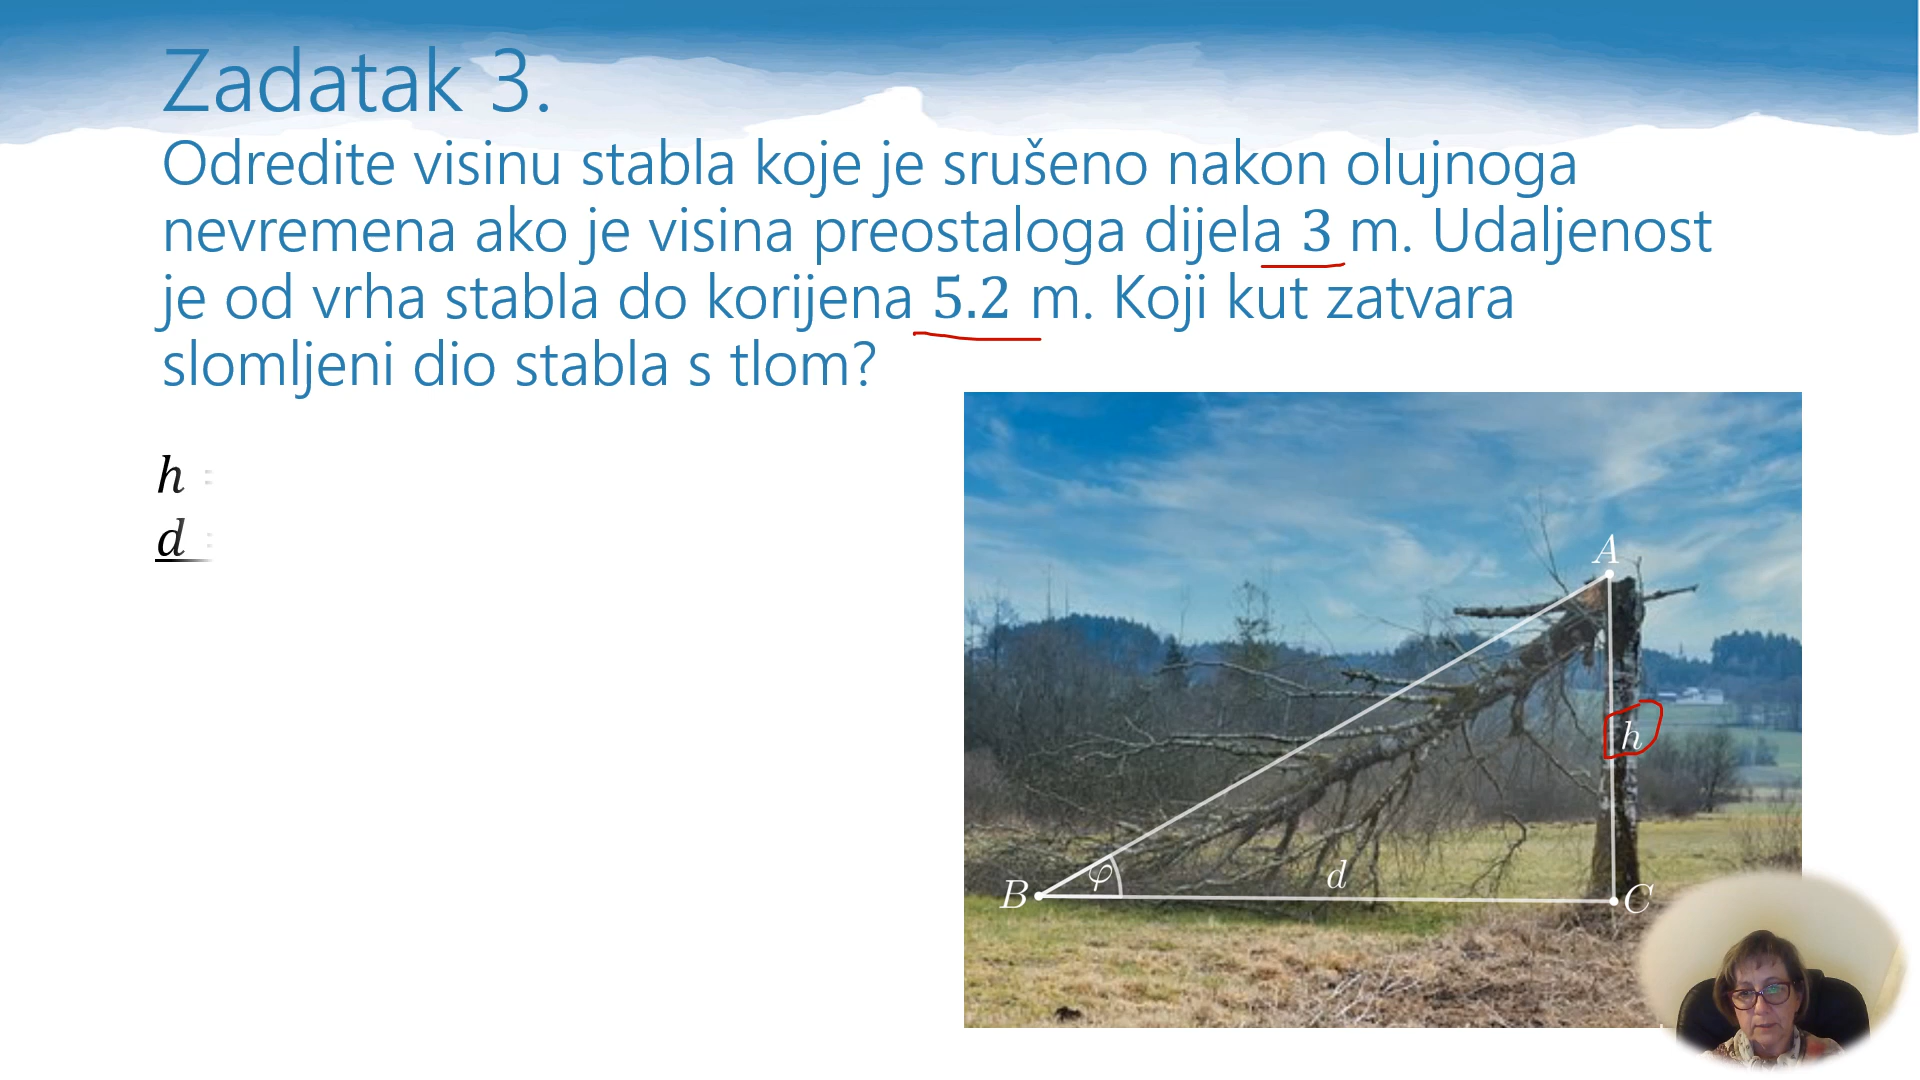 Zadatak 3.
Odredite visinu stabla koje je srušeno nakon olujnoga
nevremena ako je visina preostaloga dijela 3 m. Udaljenost
je od vrha stabla do korijena 5.2 m. Koji kut zatvara
slomljeni dio stabla s tlom?
h =
d =
A
h
φ
d
B
C